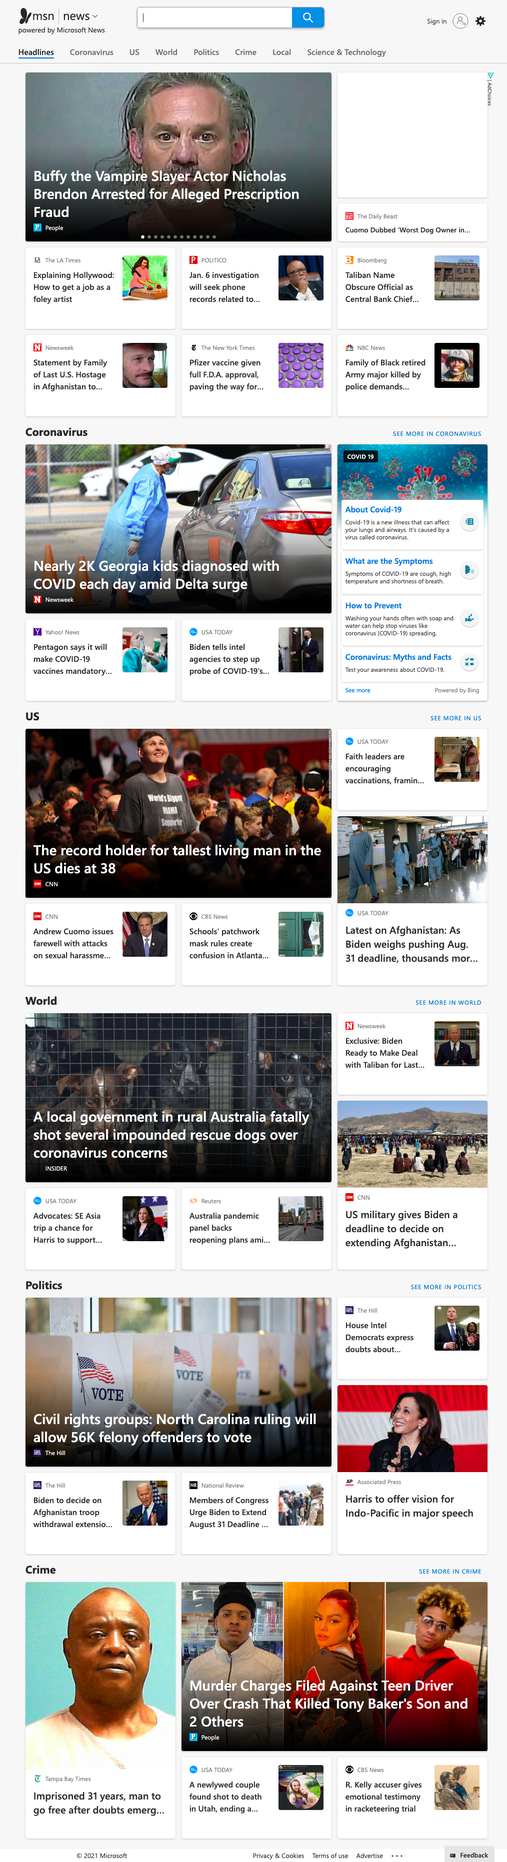 msn | news
powered by Microsoft News
Sign in
Headlines
Coronavirus
US
World
Politics
Crime
Local
Science & Technology
Buffy the Vampire Slayer Actor Nicholas
Brendon Arrested for Alleged Prescription
Fraud
People
AdChoices
The Daily Beast
Cuomo Dubbed 'Worst Dog Owner in...
The LA Times
Explaining Hollywood:
How to get a job as a
foley artist
POLITICO
Jan. 6 investigation
will seek phone
records related to...
Bloomberg
Taliban Name
Obscure Official as
Central Bank Chief...
Newsweek
Statement by Family
of Last U.S. Hostage
in Afghanistan to...
The New York Times
Pfizer vaccine given
full F.D.A. approval,
paving the way for...
NBC News
Family of Black retired
Army major killed by
police demands...
Coronavirus
SEE MORE IN CORONAVIRUS
Nearly 2K Georgia kids diagnosed with
COVID each day amid Delta surge
Newsweek
COVID 19
About Covid-19
Covid-19 is a new illness that can affect
your lungs and airways. It's caused by a
virus called coronavirus.
What are the Symptoms
Symptoms of COVID-19 are cough, high
temperature and shortness of breath.
How to Prevent
Washing your hands often with soap and
water can help stop viruses like
coronavirus (COVID-19) spreading.
Coronavirus: Myths and Facts
Test your awareness about COVID-19.
See more
Powered by Bing
Yahoo! News
Pentagon says it will
make COVID-19
vaccines mandatory...
USA TODAY
Biden tells intel
agencies to step up
probe of COVID-19's...
US
SEE MORE IN US
World's Biggest
OBAMA
Supporter
The record holder for tallest living man in the
US dies at 38
CNN
USA TODAY
Faith leaders are
encouraging
vaccinations, framin...
USA TODAY
Latest on Afghanistan: As
Biden weighs pushing Aug.
31 deadline, thousands mor...
CNN
Andrew Cuomo issues
farewell with attacks
on sexual harassme...
CBS News
Schools' patchwork
mask rules create
confusion in Atlanta...
World
SEE MORE IN WORLD
A local government in rural Australia fatally
shot several impounded rescue dogs over
coronavirus concerns
INSIDER
Newsweek
Exclusive: Biden
Ready to Make Deal
with Taliban for Last...
CNN
US military gives Biden a
deadline to decide on
extending Afghanistan...
USA TODAY
Advocates: SE Asia
trip a chance for
Harris to support...
Reuters
Australia pandemic
panel backs
reopening plans ami...
Politics
SEE MORE IN POLITICS
VOTE
VOTE
VOTE
Civil rights groups: North Carolina ruling will
allow 56K felony offenders to vote
The Hill
The Hill
House Intel
Democrats express
doubts about...
AP
Associated Press
Harris to offer vision for
Indo-Pacific in major speech
The Hill
Biden to decide on
Afghanistan troop
withdrawal extensio...
National Review
Members of Congress
Urge Biden to Extend
August 31 Deadline ...
Crime
SEE MORE IN CRIME
Tampa Bay Times
Imprisoned 31 years, man to
go free after doubts emerg...
Murder Charges Filed Against Teen Driver
Over Crash That Killed Tony Baker's Son and
2 Others
People
USA TODAY
A newlywed couple
found shot to death
in Utah, ending a...
CBS News
R. Kelly accuser gives
emotional testimony
in racketeering trial
© 2021 Microsoft
Privacy & Cookies
Terms of use
Advertise
Feedback